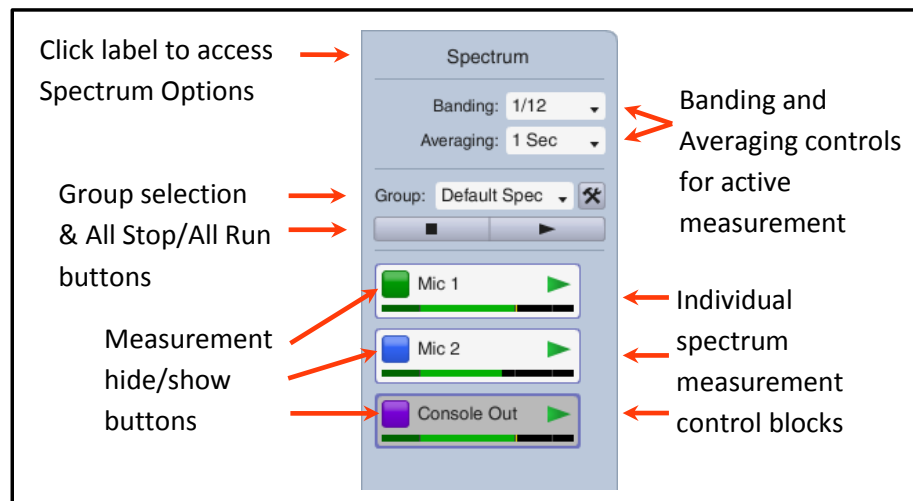 Click label to access
Spectrum Options
Group selection
& All Stop/All Run
buttons
Measurement
hide/show
buttons
Spectrum
Banding: 1/12
Averaging: 1 Sec
Group: Default Spec
Mic 1
Mic 2
Console Out
Banding and
Averaging controls
for active
measurement
Individual
spectrum
measurement
control blocks